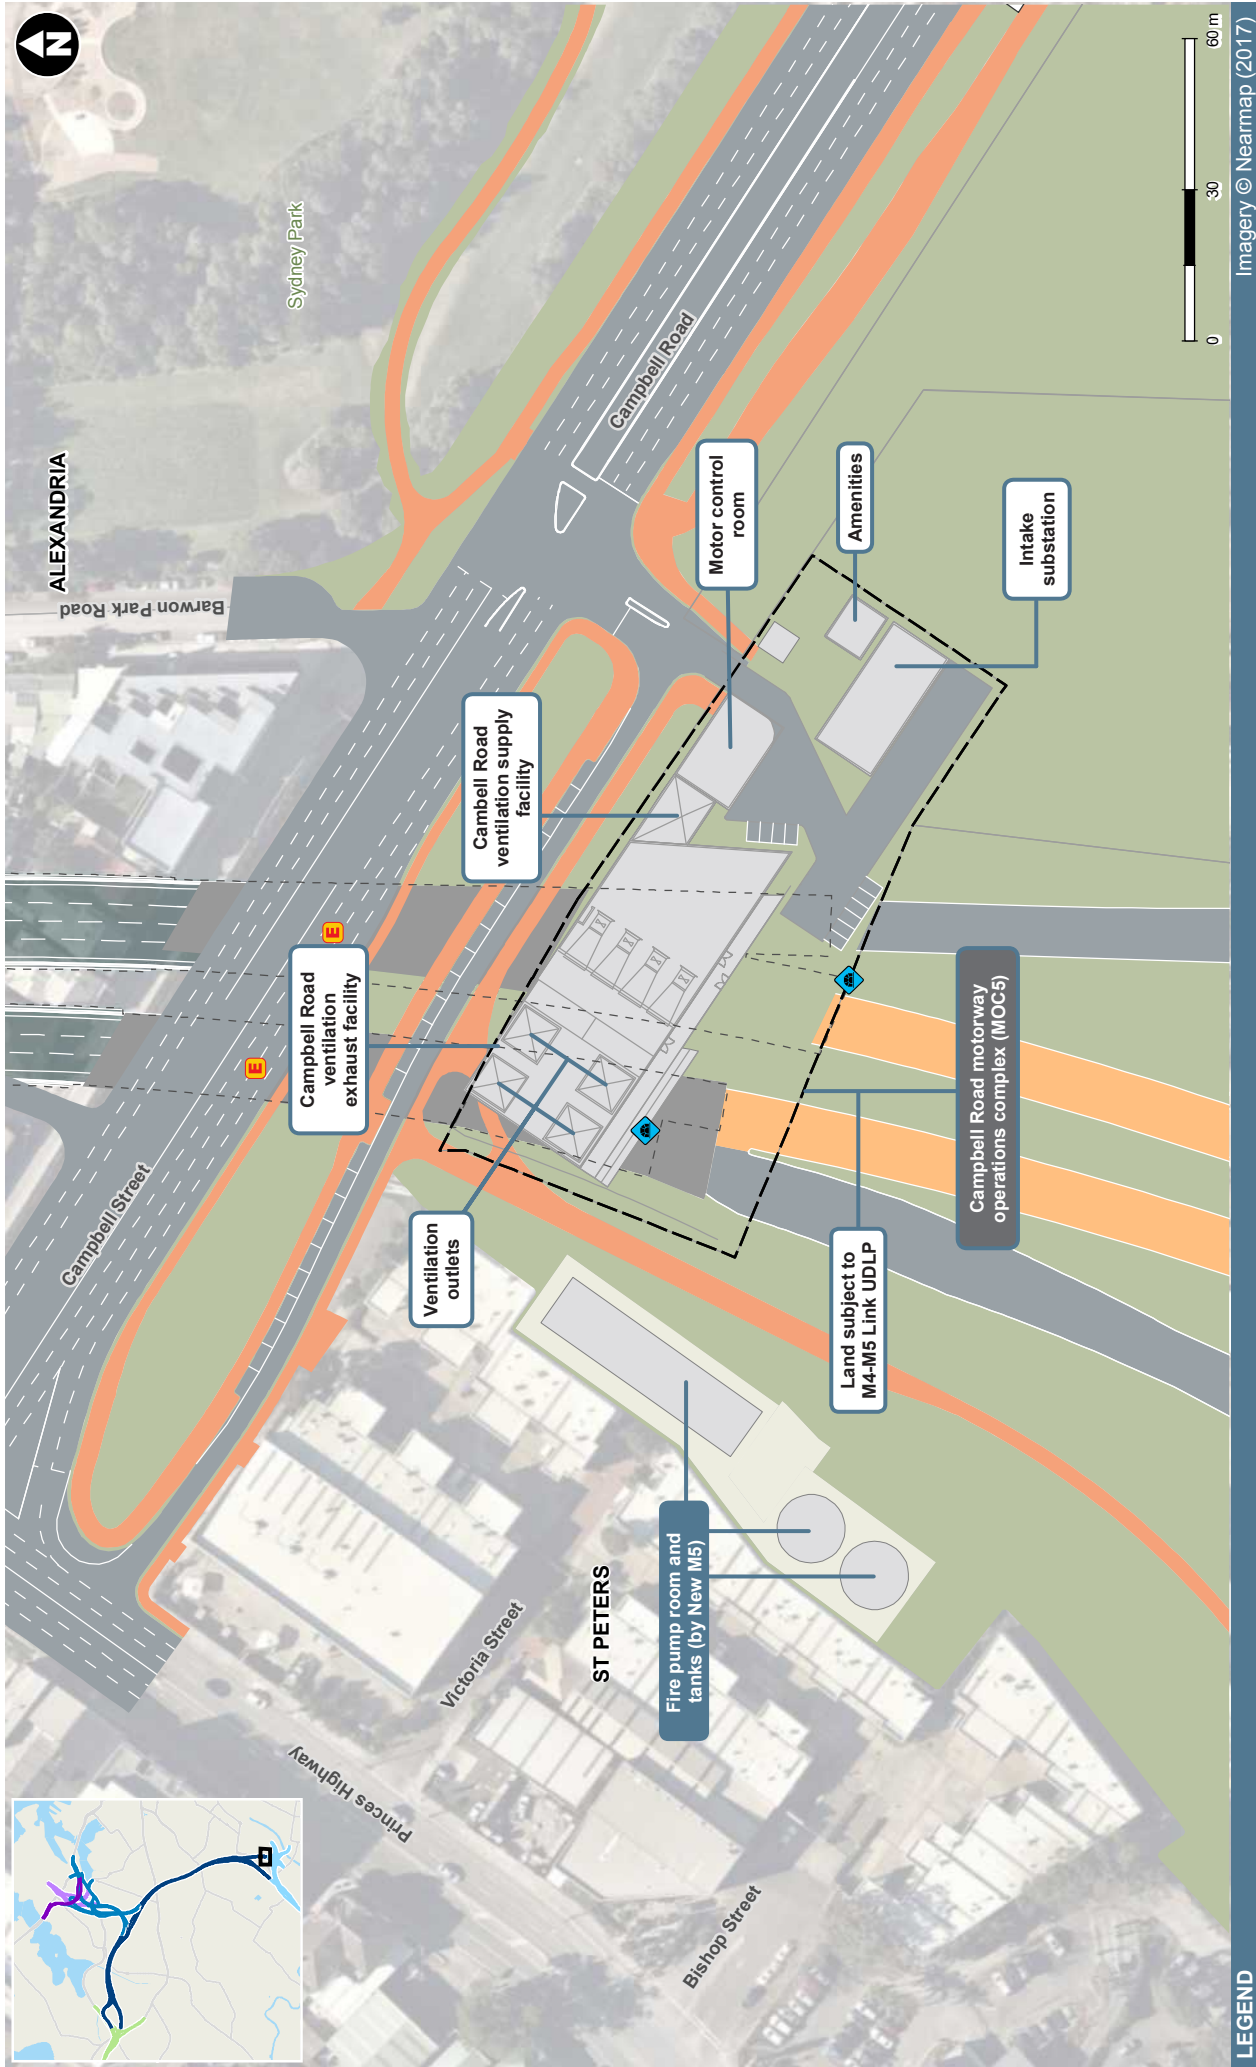 N
ALEXANDRIA
Barwon Park Road
Sydney Park
Campbell Street
Campbell Road
E
E
Cambell Road
ventilation supply
facility
Campbell Road
ventilation
exhaust facility
Motor control
room
Amenities
Intake
substation
Ventilation
outlets
Campbell Road motorway
operations complex (MOC5)
Land subject to
M4-M5 Link UDLP
Fire pump room and
tanks (by New M5)
ST PETERS
Victoria Street
Princes Highway
Bishop Street
0
30
60 m
LEGEND
Imagery © Nearmap (2017)